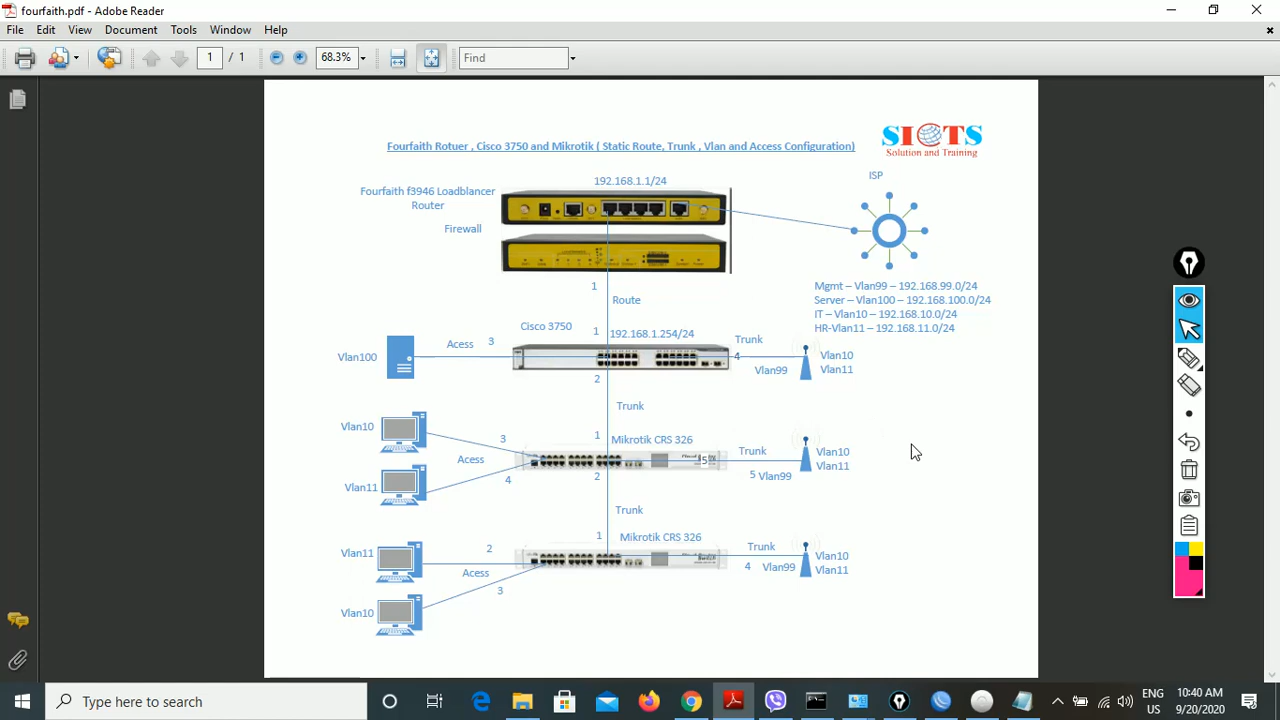 fourfaith.pdf - Adobe Reader
File Edit View Document Tools Window Help
1 / 1 68.3% Find
Fourfaith Rotuer , Cisco 3750 and Mikrotik ( Static Route, Trunk , Vlan and Access Configuration)
SICTS
Solution and Training
192.168.1.1/24
ISP
Fourfaith f3946 Loadblancer
Router
Firewall
1
Route
Mgmt – Vlan99 - 192.168.99.0/24
Server – Vlan100 – 192.168.100.0/24
IT – Vlan10 – 192.168.10.0/24
HR-Vlan11 – 192.168.11.0/24
Cisco 3750
1
192.168.1.254/24
Trunk
Acess
3
4
Vlan100
Vlan10
Vlan11
Vlan99
2
Trunk
Vlan10
3
1
Mikrotik CRS 326
Trunk
Vlan10
Vlan11
Acess
5
4
2
5
Vlan99
Vlan11
Trunk
1
Mikrotik CRS 326
Trunk
Vlan11
2
Vlan10
Vlan11
Acess
4
Vlan99
3
Vlan10
Type here to search
ENG
US
10:40 AM
9/20/2020